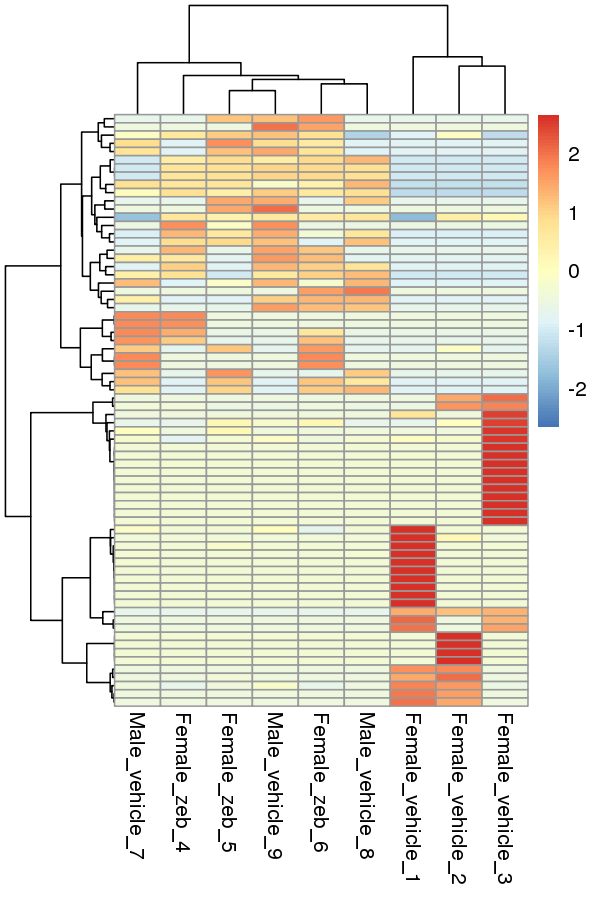 2
1
0
-1
-2
Male_vehicle_7
Female_zeb_4
Female_zeb_5
Male_vehicle_9
Female_zeb_6
Male_vehicle_8
Female_vehicle_1
Female_vehicle_2
Female_vehicle_3